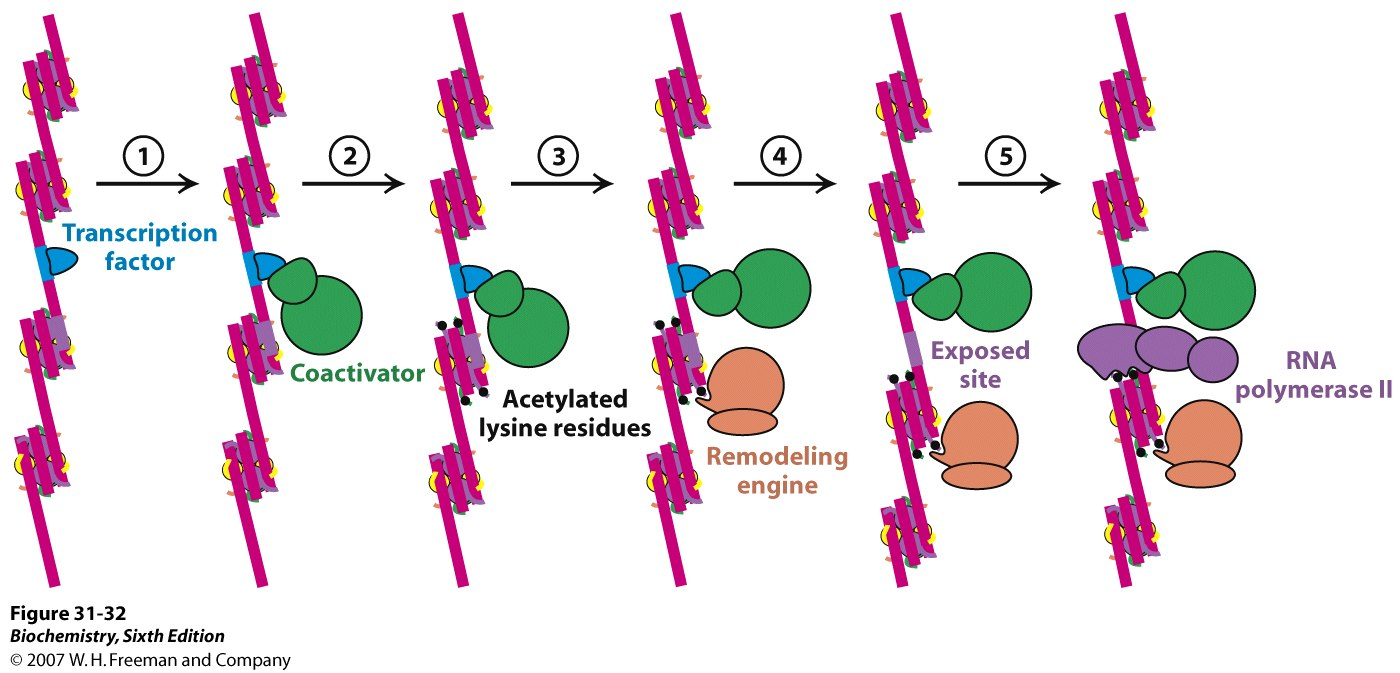 1
2
3
4
5
Transcription
factor
Coactivator
Acetylated
lysine residues
Remodeling
engine
Exposed
site
RNA
polymerase II
Figure 31-32
Biochemistry, Sixth Edition
© 2007 W. H. Freeman and Company